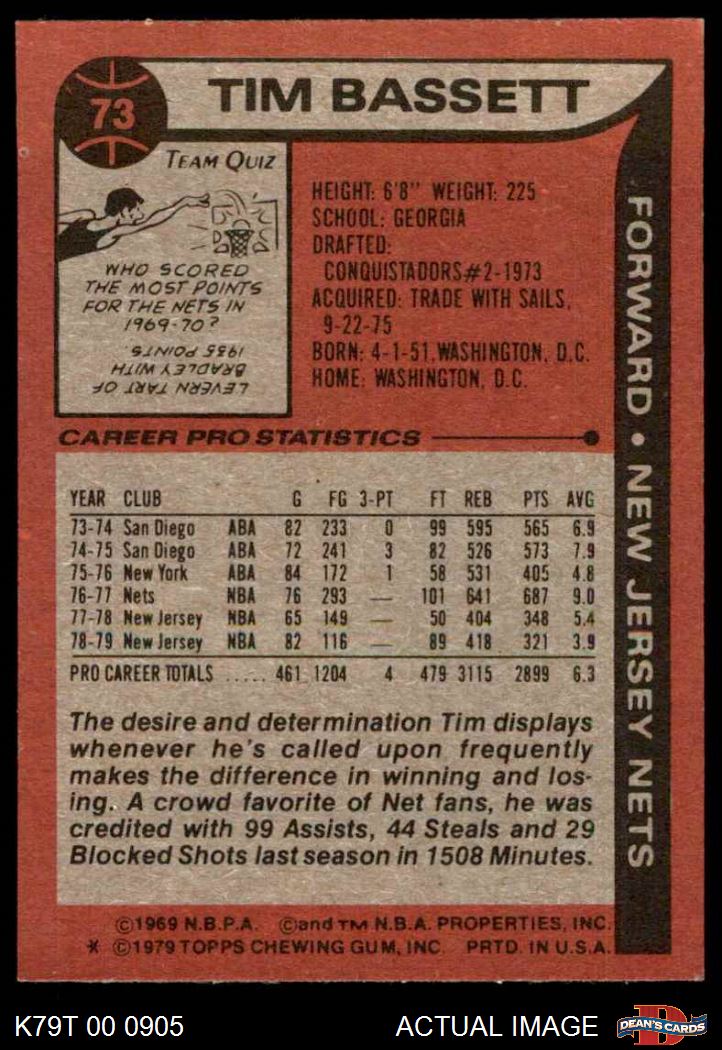 73
TIM BASSETT
TEAM QUIZ
WHO SCORED
THE MOST POINTS
FOR THE NETS IN
1969-70?
LEVERN TART OF
BRADLEY WITH
1935 POINTS.
HEIGHT: 6'8" WEIGHT: 225
SCHOOL: GEORGIA
DRAFTED:
CONQUISTADORS#2-1973
ACQUIRED: TRADE WITH SAILS,
9-22-75
BORN: 4-1-51, WASHINGTON, D.C.
HOME: WASHINGTON, D.C.
FORWARD • NEW JERSEY NETS
CAREER PRO STATISTICS
YEAR CLUB G FG 3-PT FT REB PTS AVG
73-74 San Diego ABA 82 233 0 99 595 565 6.9
74-75 San Diego ABA 72 241 3 82 526 573 7.9
75-76 New York ABA 84 172 1 58 531 405 4.8
76-77 Nets NBA 76 293 — 101 641 687 9.0
77-78 New Jersey NBA 65 149 — 50 404 348 5.4
78-79 New Jersey NBA 82 116 — 89 418 321 3.9
PRO CAREER TOTALS ..... 461 1204 4 479 3115 2899 6.3
The desire and determination Tim displays
whenever he's called upon frequently
makes the difference in winning and los-
ing. A crowd favorite of Net fans, he was
credited with 99 Assists, 44 Steals and 29
Blocked Shots last season in 1508 Minutes.
©1969 N.B.P.A. ©and TM N.B.A. PROPERTIES, INC.
* ©1979 TOPPS CHEWING GUM, INC. PRTD. IN U.S.A.
K79T 00 0905
ACTUAL IMAGE
D
DEAN'S CARDS